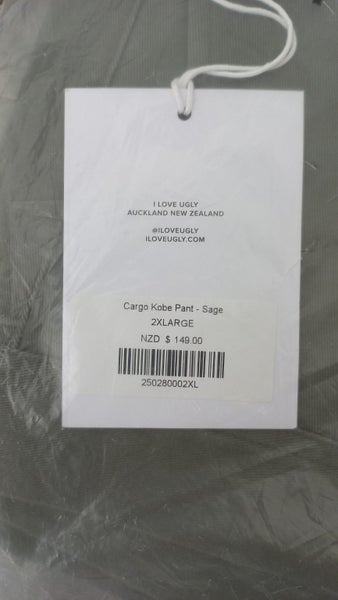 I LOVE UGLY
AUCKLAND NEW ZEALAND
@ILOVEUGLY
ILOVEUGLY.COM
Cargo Kobe Pant - Sage
2XLARGE
NZD $ 149.00
250280002XL